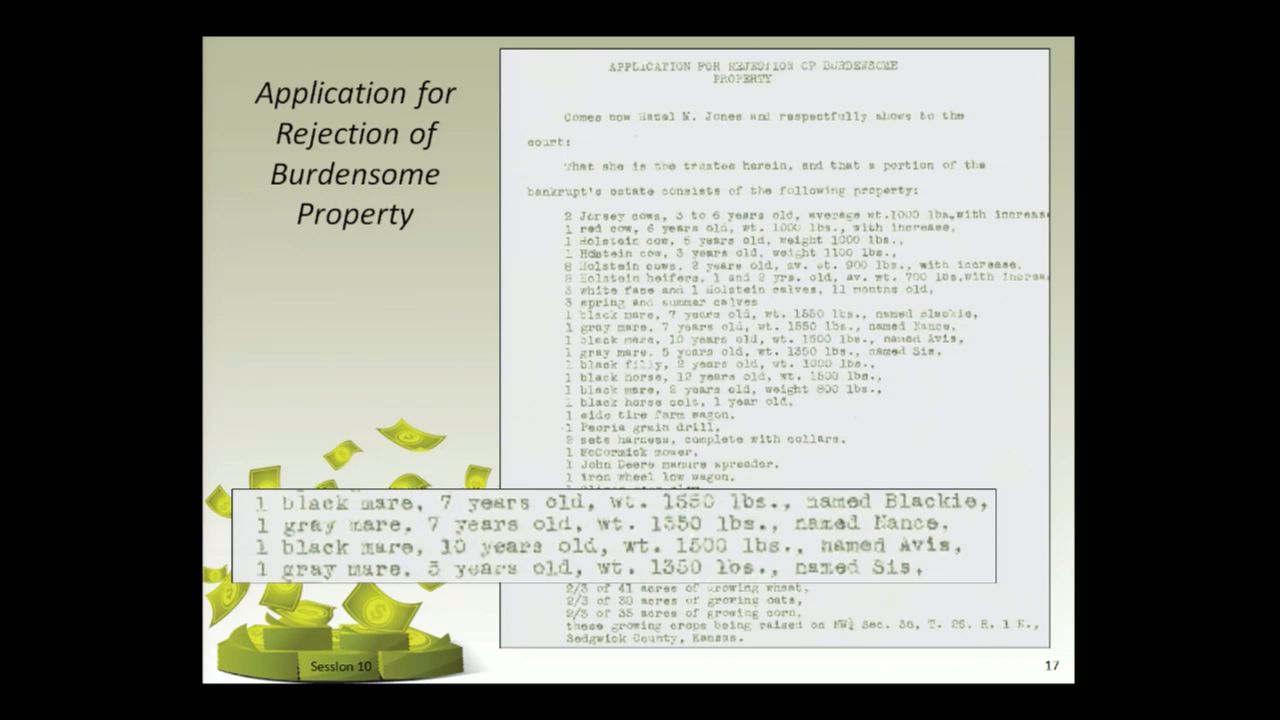 Application for
Rejection of
Burdensome
Property
APPLICATION FOR REJECTION OF BURDENSOME
PROPERTY
Comes now Hazel M. Jones and respectfully shows to the
court:
That she is the trustee herein, and that a portion of the
bankrupt's estate consists of the following property:
2 Jersey cows, 3 to 6 years old, average wt.1000 lbs,with increas
1 red cow, 6 years old, wt. 1000 lbs., with increase,
1 Holstein cow, 5 years old, weight 1000 lbs.,
1 Holstein cow, 3 years old, weight 1100 lbs.,
8 Holstein cows, 2 years old, av. wt. 900 lbs., with increase,
8 Holstein heifers, 1 and 2 yrs. old, av. wt. 700 lbs,with increa
3 white face and 1 Holstein calves, 11 months old,
3 spring and summer calves
1 black mare, 7 years old, wt. 1550 lbs., named Blackie,
1 gray mare, 7 years old, wt. 1550 lbs., named Nance,
1 black mare, 10 years old, wt. 1500 lbs., named Avis,
1 gray mare. 5 years old, wt. 1350 lbs., named Sis,
1 black filly, 2 years old, wt. 1000 lbs.,
1 black horse, 12 years old, wt. 1500 lbs.,
1 black mare, 2 years old, weight 800 lbs.,
1 black horse colt, 1 year old,
1 wide tire farm wagon,
1 Peoria grain drill,
2 sets harness, complete with collars,
1 McCormick mower,
1 John Deere manure spreader,
1 iron wheel low wagon,
1 black mare, 7 years old, wt. 1550 lbs., named Blackie,
1 gray mare, 7 years old, wt. 1550 lbs., named Nance,
1 black mare, 10 years old, wt. 1500 lbs., named Avis,
1 gray mare. 5 years old, wt. 1350 lbs., named Sis,
2/3 of 41 acres of growing wheat,
2/3 of 30 acres of growing oats,
2/3 of 35 acres of growing corn,
these growing crops being raised on NW¼ Sec. 36, T. 26, R. 1 E.,
Sedgwick County, Kansas.
Session 10
17